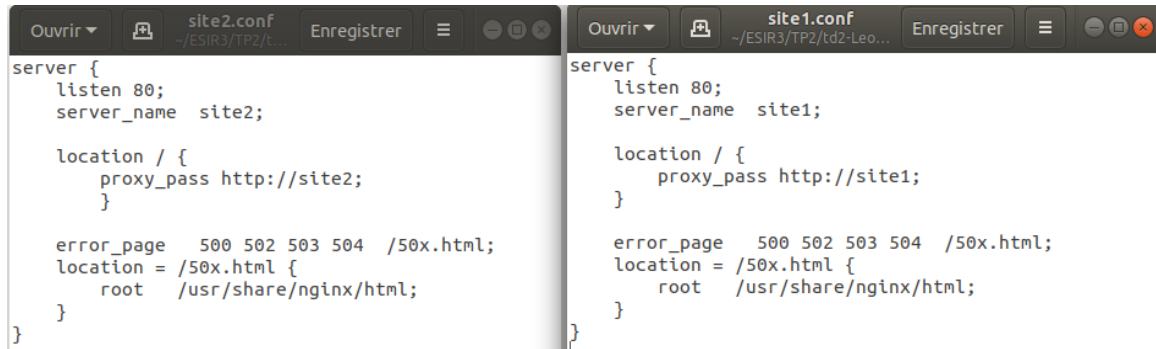 Ouvrir site2.conf Enregistrer
~/ESIR3/TP2/t...
server {
    listen 80;
    server_name  site2;

    location / {
        proxy_pass http://site2;
        }

    error_page   500 502 503 504  /50x.html;
    location = /50x.html {
        root   /usr/share/nginx/html;
    }
}
Ouvrir site1.conf Enregistrer
~/ESIR3/TP2/td2-Leo...
server {
    listen 80;
    server_name  site1;

    location / {
        proxy_pass http://site1;
    }

    error_page   500 502 503 504  /50x.html;
    location = /50x.html {
        root   /usr/share/nginx/html;
    }
}